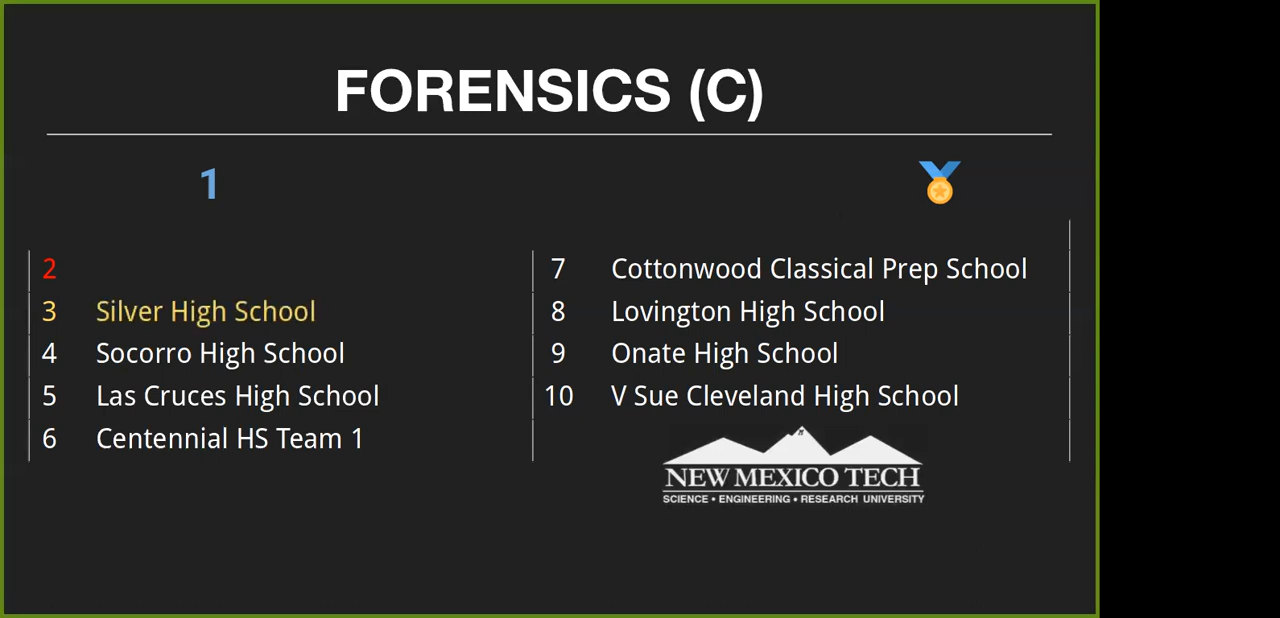 FORENSICS (C)
1
2
3 Silver High School
4 Socorro High School
5 Las Cruces High School
6 Centennial HS Team 1
7 Cottonwood Classical Prep School
8 Lovington High School
9 Onate High School
10 V Sue Cleveland High School
NEW MEXICO TECH
SCIENCE • ENGINEERING • RESEARCH UNIVERSITY